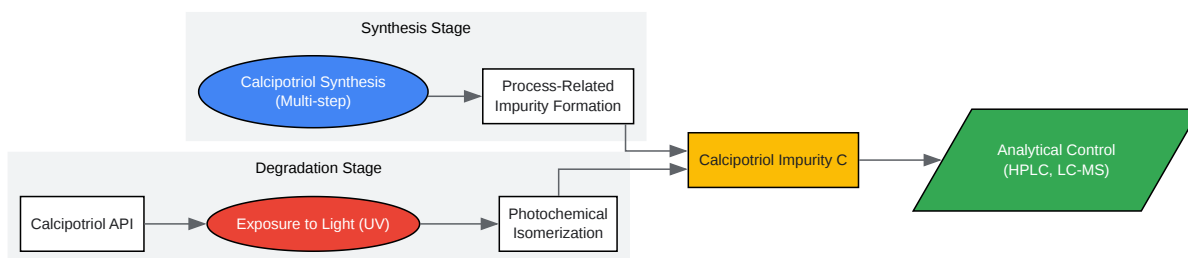 Synthesis Stage
Calcipotriol Synthesis
(Multi-step)
Process-Related
Impurity Formation
Degradation Stage
Calcipotriol API
Exposure to Light (UV)
Photochemical
Isomerization
Calcipotriol Impurity C
Analytical Control
(HPLC, LC-MS)